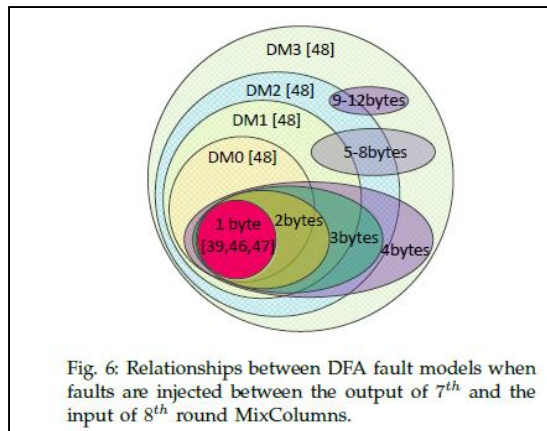 DM3 [48]
DM2 [48]
9-12bytes
DM1 [48]
5-8bytes
DM0 [48]
1 byte
[39,46,47]
2bytes
3bytes
4bytes
Fig. 6: Relationships between DFA fault models when
faults are injected between the output of 7th and the
input of 8th round MixColumns.